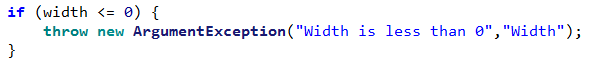 if (width <= 0) {
    throw new ArgumentException("Width is less than 0","Width");
}